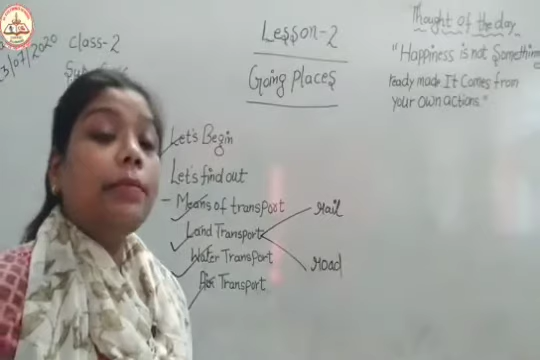 3/07/2020
class-2
Lesson-2
Going places
Thought of the day
"Happiness is not Something
ready made It Comes from
your own actions."
Let's Begin
Let's find out
- Means of transport
Land Transport
Rail
Road
Water Transport
Air Transport